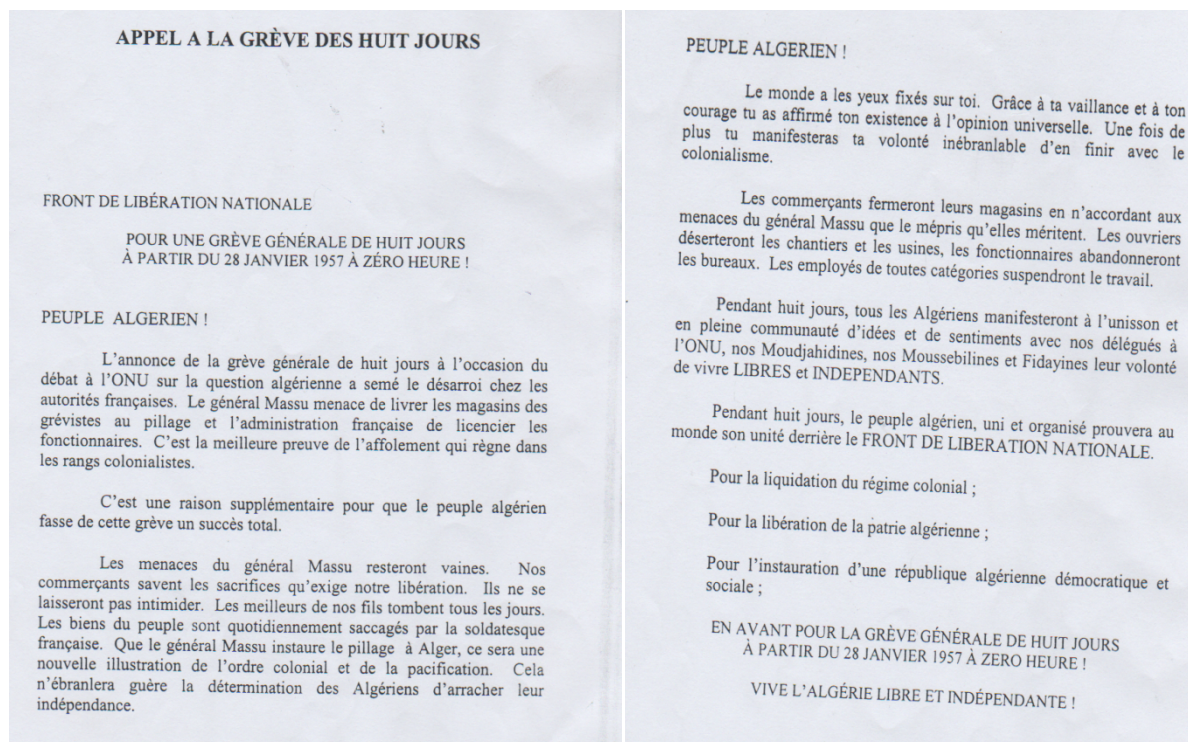 APPEL A LA GRÈVE DES HUIT JOURS
FRONT DE LIBÉRATION NATIONALE
POUR UNE GRÈVE GÉNÉRALE DE HUIT JOURS
À PARTIR DU 28 JANVIER 1957 À ZÉRO HEURE !
PEUPLE ALGERIEN !
L'annonce de la grève générale de huit jours à l'occasion du
débat à l'ONU sur la question algérienne a semé le désarroi chez les
autorités françaises. Le général Massu menace de livrer les magasins des
grévistes au pillage et l'administration française de licencier les
fonctionnaires. C'est la meilleure preuve de l'affolement qui règne dans
les rangs colonialistes.
C'est une raison supplémentaire pour que le peuple algérien
fasse de cette grève un succès total.
Les menaces du général Massu resteront vaines. Nos
commerçants savent les sacrifices qu'exige notre libération. Ils ne se
laisseront pas intimider. Les meilleurs de nos fils tombent tous les jours.
Les biens du peuple sont quotidiennement saccagés par la soldatesque
française. Que le général Massu instaure le pillage à Alger, ce sera une
nouvelle illustration de l'ordre colonial et de la pacification. Cela
n'ébranlera guère la détermination des Algériens d'arracher leur
indépendance.
PEUPLE ALGERIEN !
Le monde a les yeux fixés sur toi. Grâce à ta vaillance et à ton
courage tu as affirmé ton existence à l'opinion universelle. Une fois de
plus tu manifesteras ta volonté inébranlable d'en finir avec le
colonialisme.
Les commerçants fermeront leurs magasins en n'accordant aux
menaces du général Massu que le mépris qu'elles méritent. Les ouvriers
déserteront les chantiers et les usines, les fonctionnaires abandonneront
les bureaux. Les employés de toutes catégories suspendront le travail.
Pendant huit jours, tous les Algériens manifesteront à l'unisson et
en pleine communauté d'idées et de sentiments avec nos délégués à
l'ONU, nos Moudjahidines, nos Moussebilines et Fidayines leur volonté
de vivre LIBRES et INDEPENDANTS.
Pendant huit jours, le peuple algérien, uni et organisé prouvera au
monde son unité derrière le FRONT DE LIBERATION NATIONALE.
Pour la liquidation du régime colonial ;
Pour la libération de la patrie algérienne ;
Pour l'instauration d'une république algérienne démocratique et
sociale ;
EN AVANT POUR LA GRÈVE GÉNÉRALE DE HUIT JOURS
À PARTIR DU 28 JANVIER 1957 À ZERO HEURE !
VIVE L'ALGÉRIE LIBRE ET INDÉPENDANTE !